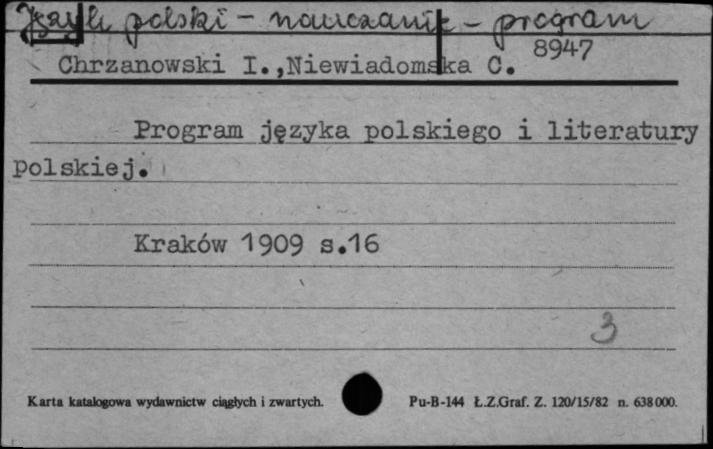 Język polski - nauczanie - program
8947
Chrzanowski I.,Niewiadomska C.
Program języka polskiego i literatury
polskiej.
Kraków 1909 s.16
3
Karta katalogowa wydawnictw ciągłych i zwartych.
Pu-B-144 Ł.Z.Graf. Z. 120/15/82 n. 638000.